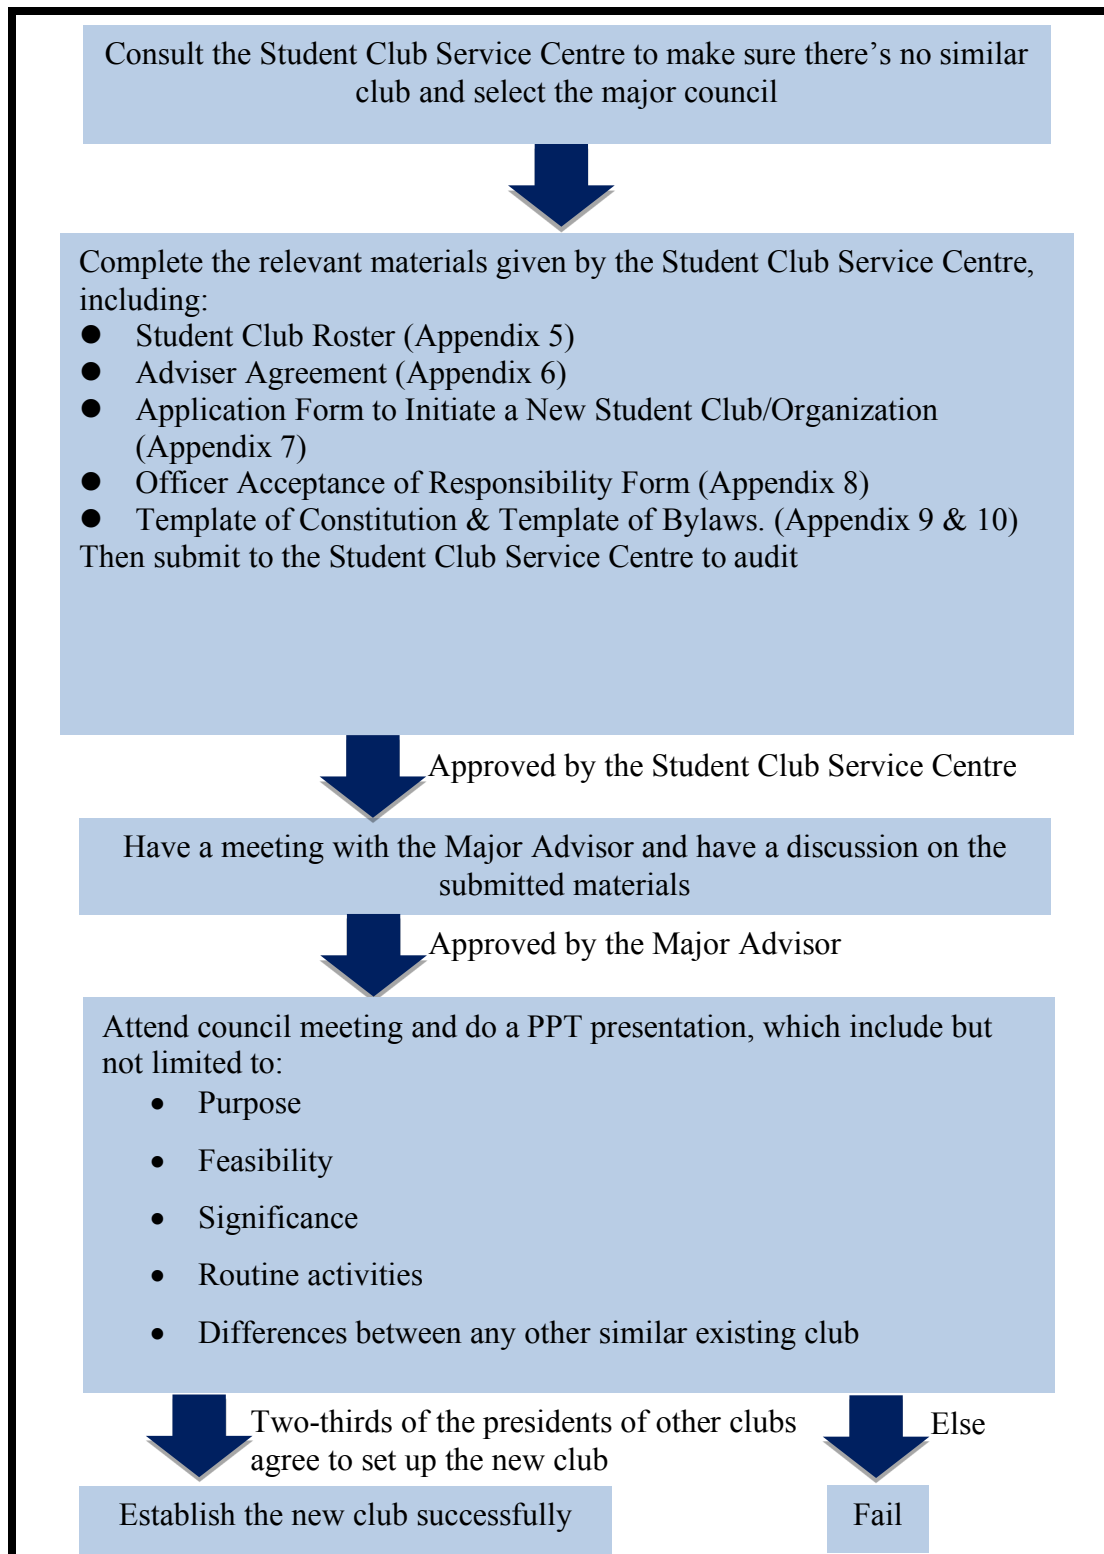 Consult the Student Club Service Centre to make sure there’s no similar
club and select the major council
Complete the relevant materials given by the Student Club Service Centre,
including:
● Student Club Roster (Appendix 5)
● Adviser Agreement (Appendix 6)
● Application Form to Initiate a New Student Club/Organization
(Appendix 7)
● Officer Acceptance of Responsibility Form (Appendix 8)
● Template of Constitution & Template of Bylaws. (Appendix 9 & 10)
Then submit to the Student Club Service Centre to audit
Approved by the Student Club Service Centre
Have a meeting with the Major Advisor and have a discussion on the
submitted materials
Approved by the Major Advisor
Attend council meeting and do a PPT presentation, which include but
not limited to:
• Purpose
• Feasibility
• Significance
• Routine activities
• Differences between any other similar existing club
Two-thirds of the presidents of other clubs
agree to set up the new club
Else
Establish the new club successfully
Fail